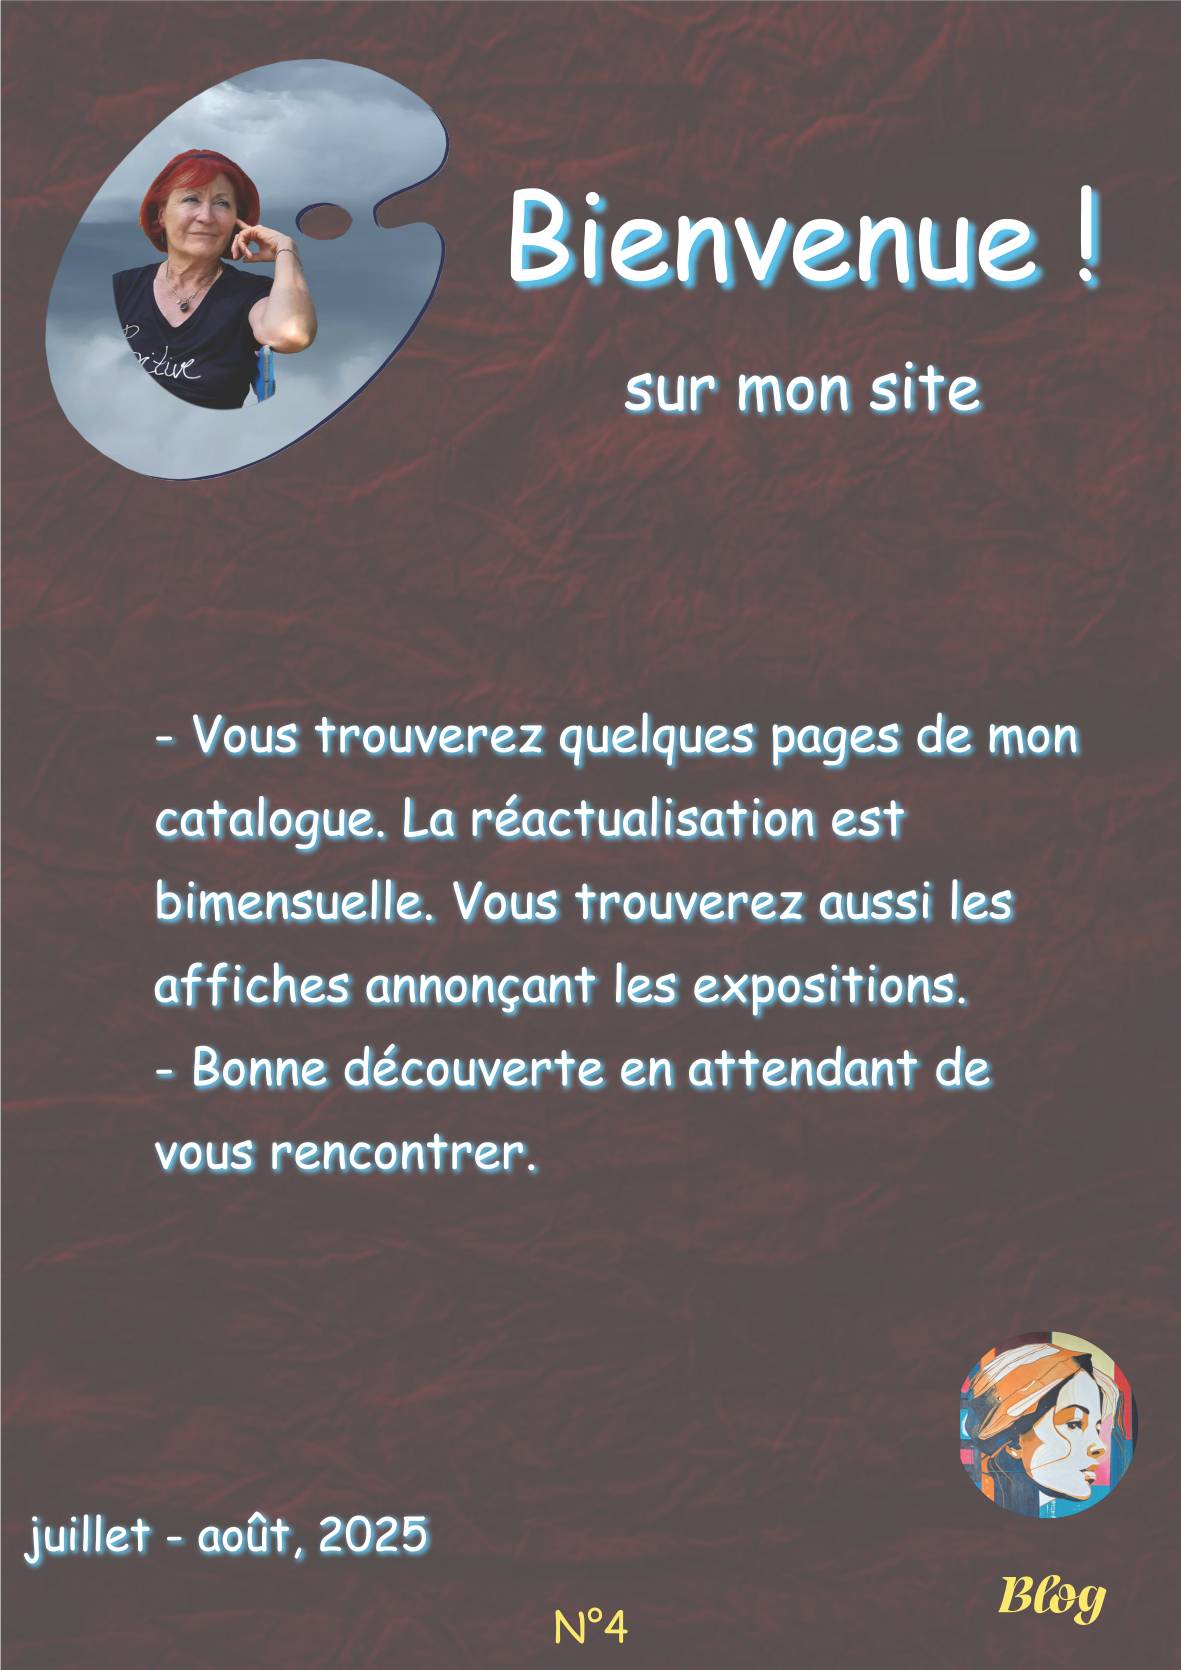 Bienvenue !
sur mon site
- Vous trouverez quelques pages de mon
catalogue. La réactualisation est
bimensuelle. Vous trouverez aussi les
affiches annonçant les expositions.
- Bonne découverte en attendant de
vous rencontrer.
juillet - août, 2025
Blog
N°4